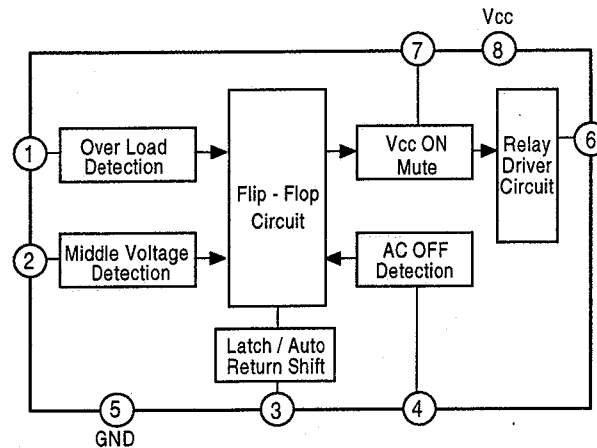 Vcc
7
8
1
Over Load
Detection
Flip - Flop
Circuit
Vcc ON
Mute
Relay
Driver
Circuit
6
2
Middle Voltage
Detection
AC OFF
Detection
Latch / Auto
Return Shift
5
3
4
GND